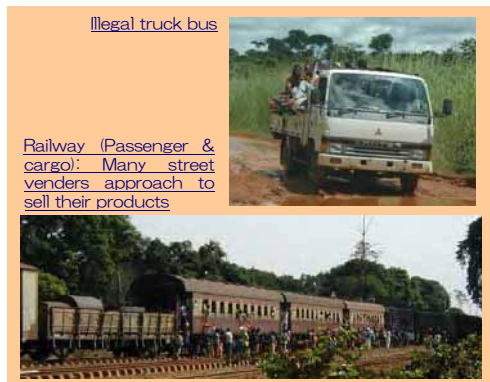 Illegal truck bus
Railway (Passenger &
cargo): Many street
venders approach to
sell their products